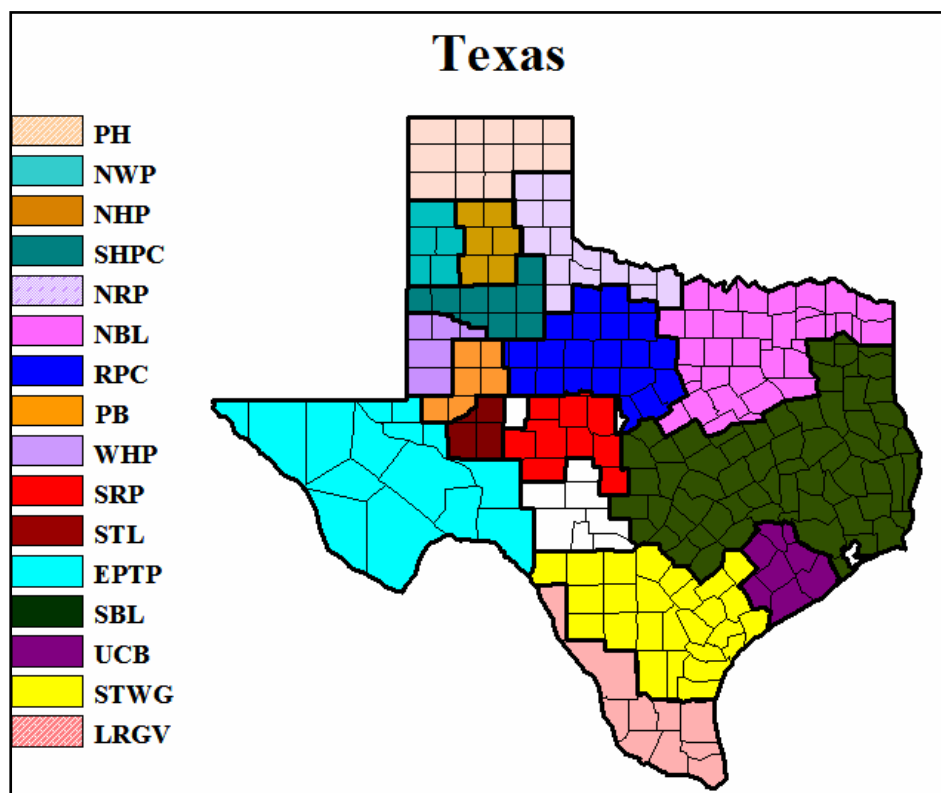 Texas
PH
NWP
NHP
SHPC
NRP
NBL
RPC
PB
WHP
SRP
STL
EPTP
SBL
UCB
STWG
LRGV